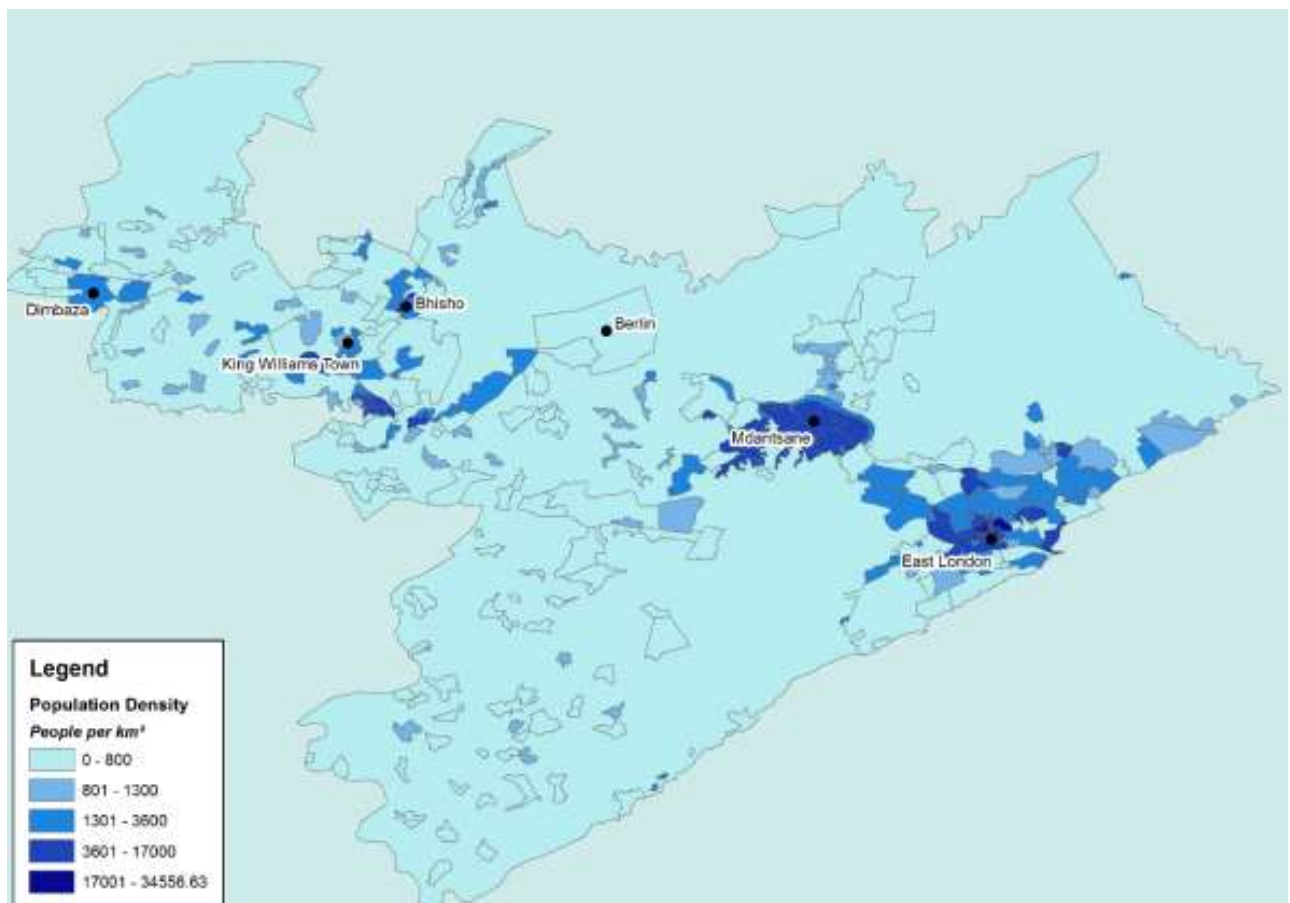 Dimbaza
Bhisho
Berlin
King Williams Town
Mdantsane
East London
Legend
Population Density
People per km²
0 - 800
801 - 1300
1301 - 3600
3601 - 17000
17001 - 34556.63